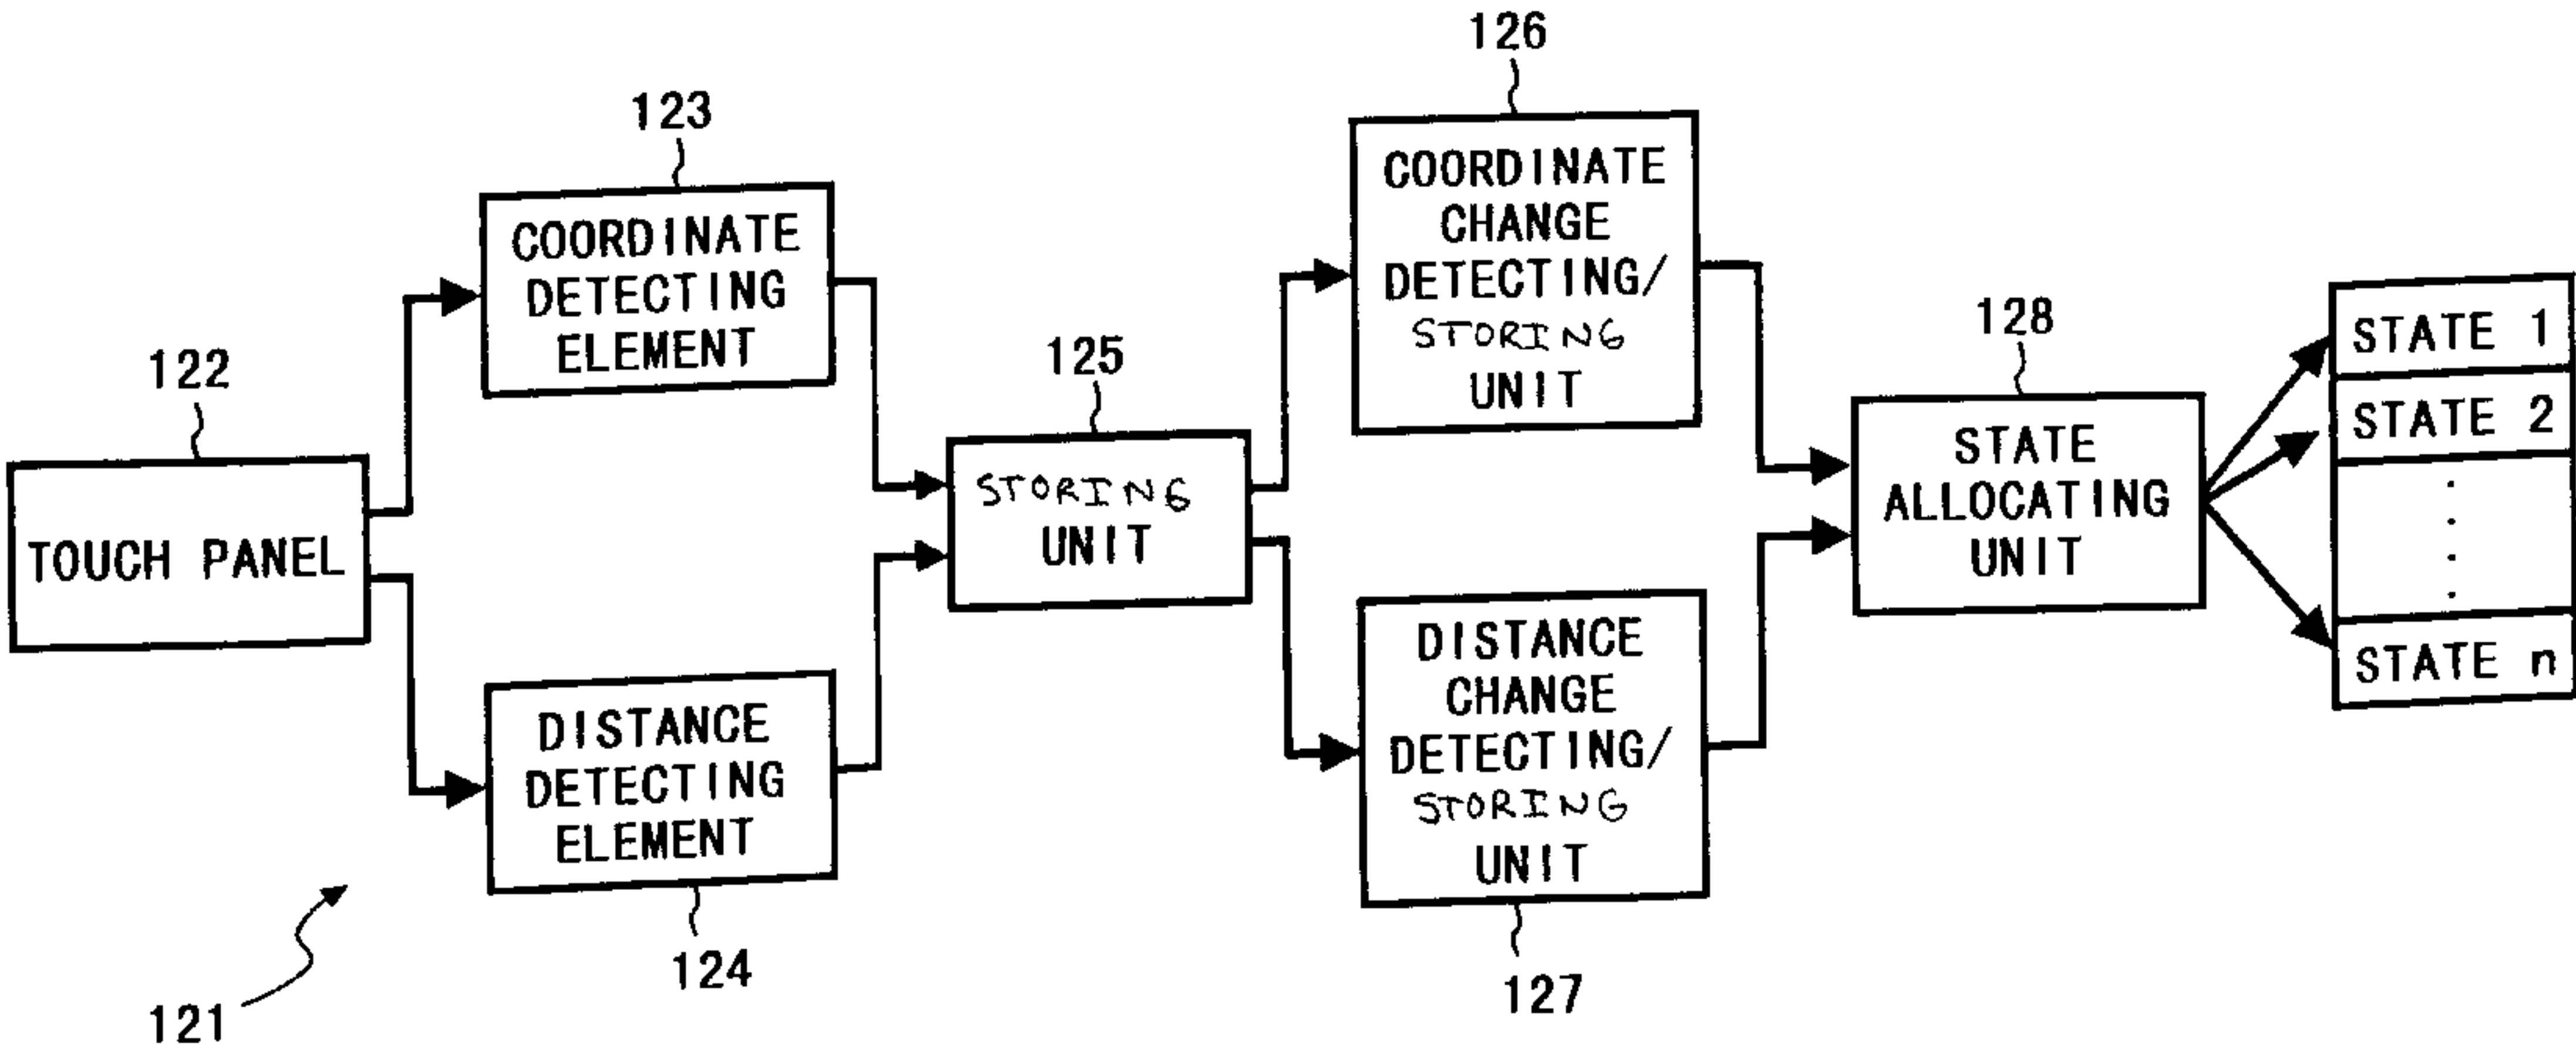 122
TOUCH PANEL
123
COORDINATE
DETECTING
ELEMENT
DISTANCE
DETECTING
ELEMENT
124
121
125
STORING
UNIT
126
COORDINATE
CHANGE
DETECTING/
STORING
UNIT
DISTANCE
CHANGE
DETECTING/
STORING
UNIT
127
128
STATE
ALLOCATING
UNIT
STATE 1
STATE 2
STATE n